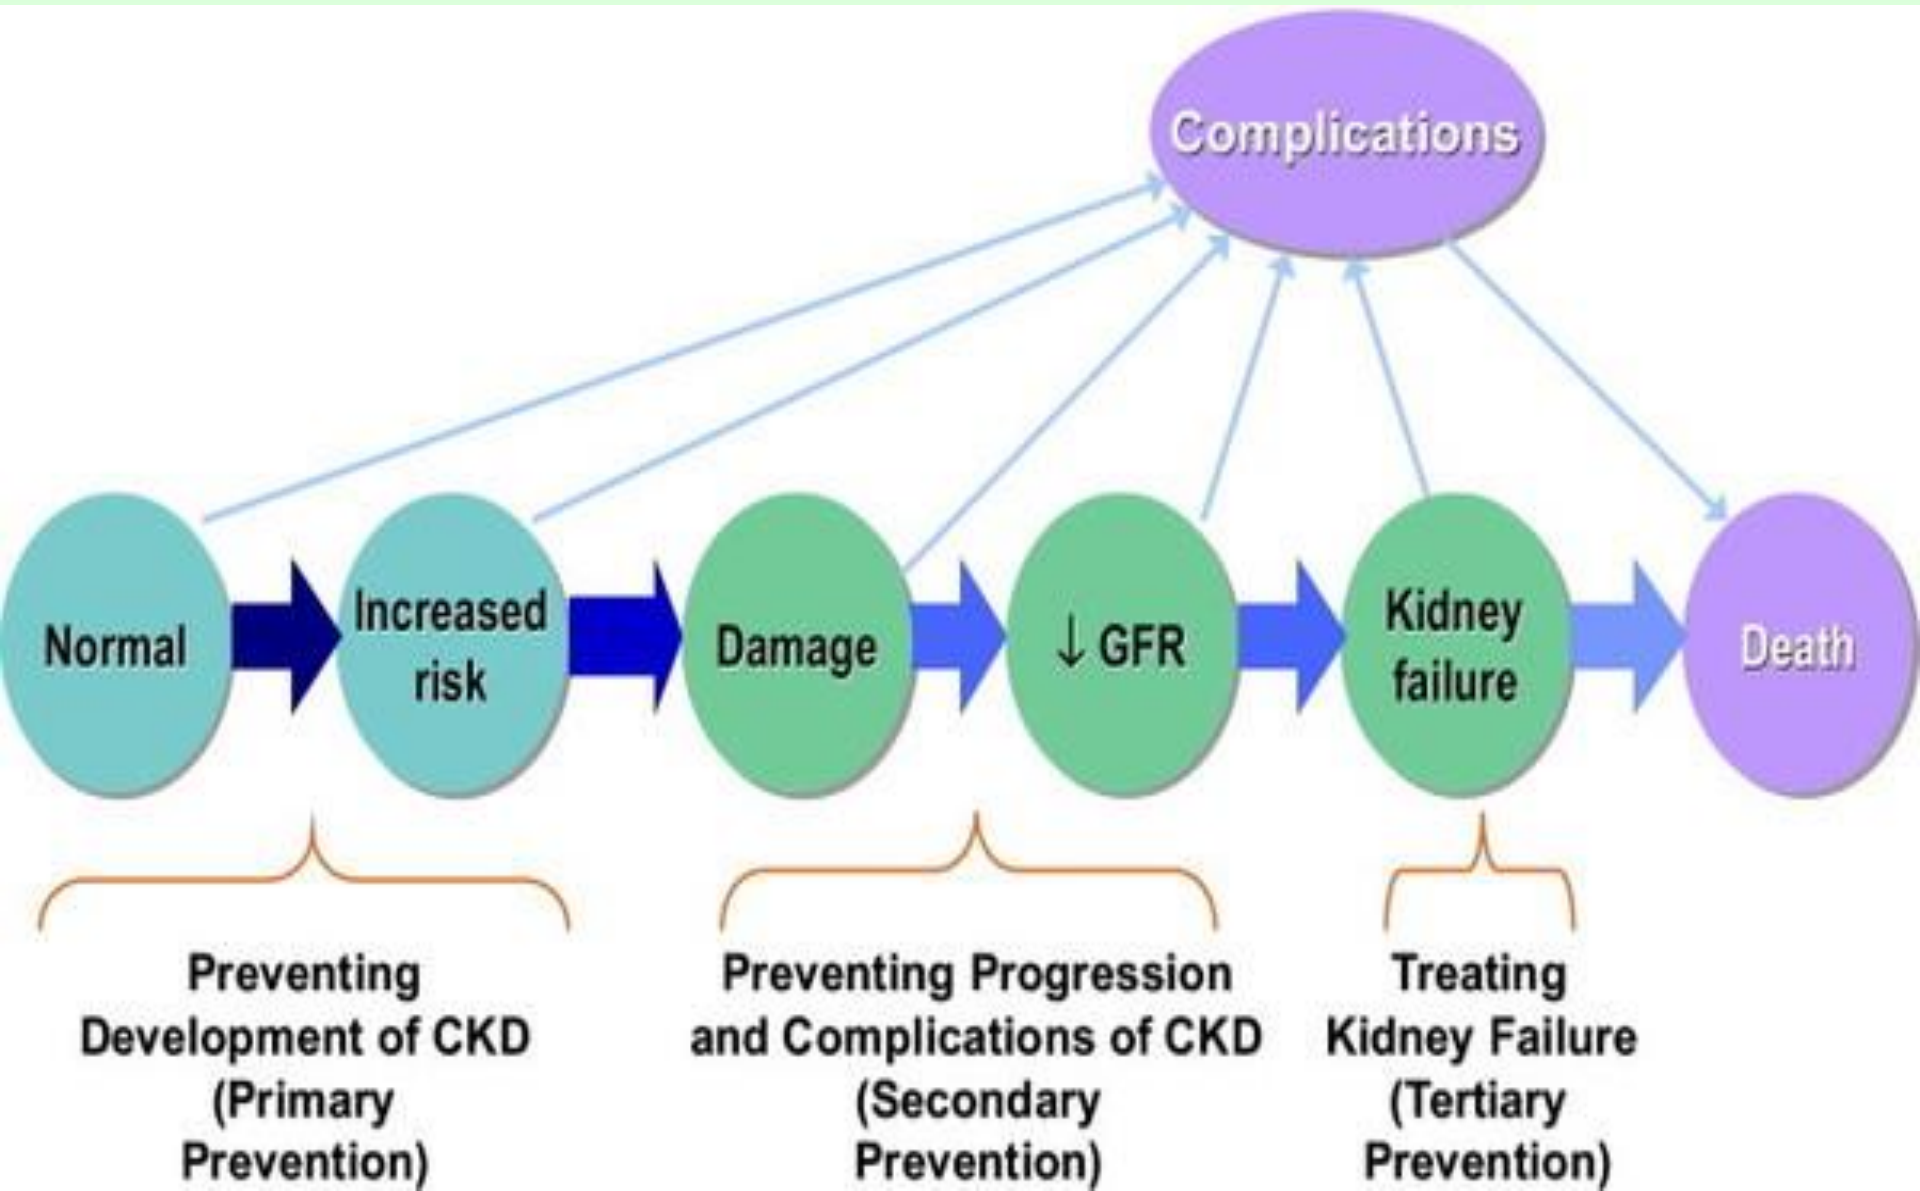 Complications
Normal
Increased
risk
Damage
↓ GFR
Kidney
failure
Death
Preventing
Development of CKD
(Primary
Prevention)
Preventing Progression
and Complications of CKD
(Secondary
Prevention)
Treating
Kidney Failure
(Tertiary
Prevention)